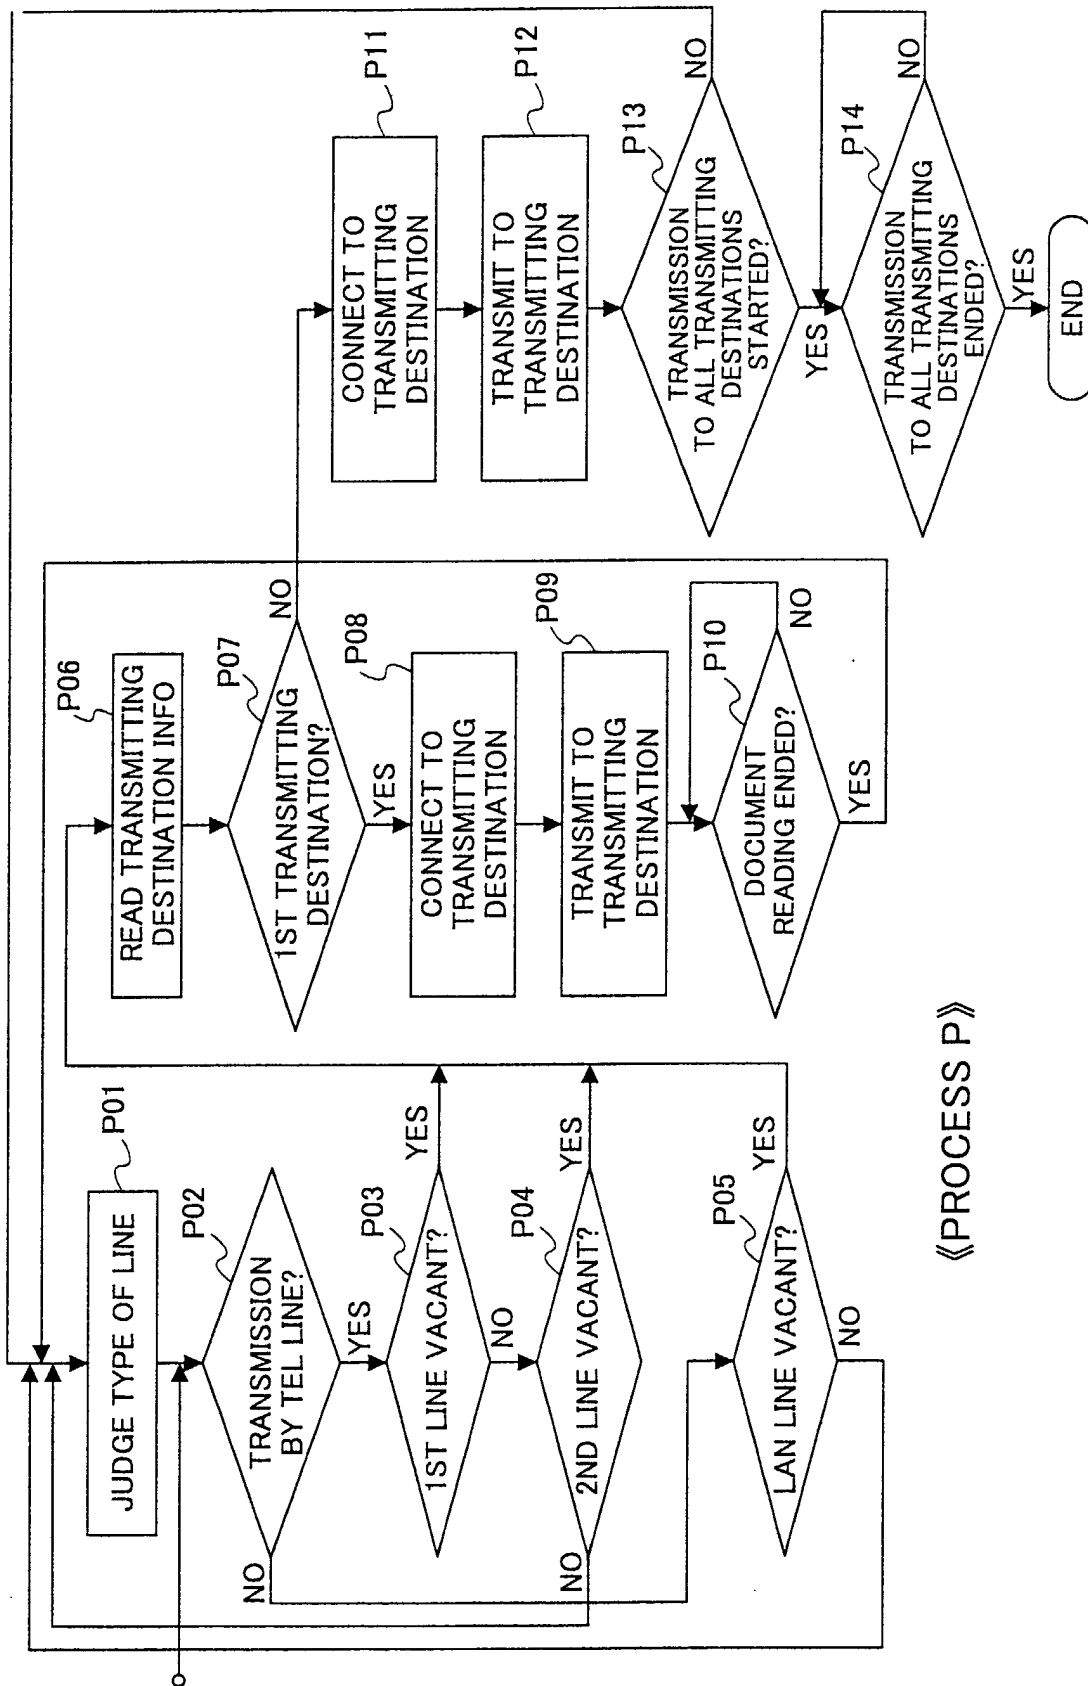 P01
JUDGE TYPE OF LINE
P02
TRANSMISSION
BY TEL LINE?
NO
YES
P03
1ST LINE VACANT?
YES
NO
P04
2ND LINE VACANT?
YES
NO
P05
LAN LINE VACANT?
YES
NO
P06
READ TRANSMITTING
DESTINATION INFO
P07
1ST TRANSMITTING
DESTINATION?
NO
YES
P08
CONNECT TO
TRANSMITTING
DESTINATION
P09
TRANSMIT TO
TRANSMITTING
DESTINATION
P10
DOCUMENT
READING ENDED?
NO
YES
P11
CONNECT TO
TRANSMITTING
DESTINATION
P12
TRANSMIT TO
TRANSMITTING
DESTINATION
P13
TRANSMISSION
TO ALL TRANSMITTING
DESTINATIONS
STARTED?
NO
YES
P14
TRANSMISSION
TO ALL TRANSMITTING
DESTINATIONS
ENDED?
NO
YES
END
《PROCESS P》